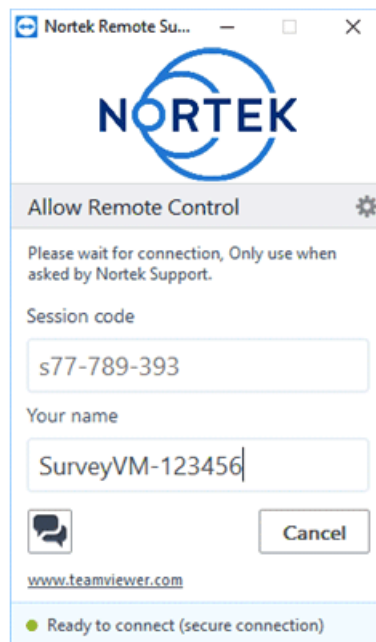 Nortek Remote Su...
NORTEK
Allow Remote Control
Please wait for connection, Only use when
asked by Nortek Support.
Session code
s77-789-393
Your name
SurveyVM-123456
Cancel
www.teamviewer.com
Ready to connect (secure connection)